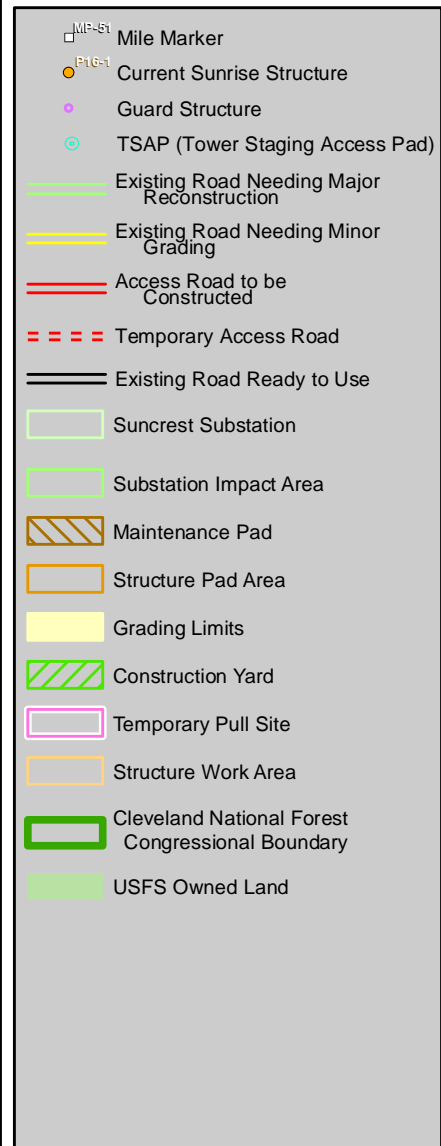 MP-51
Mile Marker
P16-1
Current Sunrise Structure
Guard Structure
TSAP (Tower Staging Access Pad)
Existing Road Needing Major
Reconstruction
Existing Road Needing Minor
Grading
Access Road to be
Constructed
Temporary Access Road
Existing Road Ready to Use
Suncrest Substation
Substation Impact Area
Maintenance Pad
Structure Pad Area
Grading Limits
Construction Yard
Temporary Pull Site
Structure Work Area
Cleveland National Forest
Congressional Boundary
USFS Owned Land